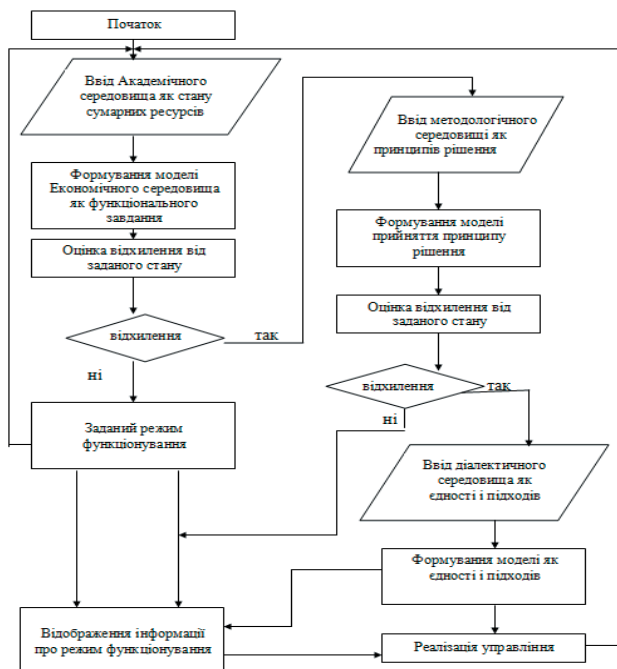 Початок
Ввід Академічного
середовища як стану
сумарних ресурсів
Формування моделі
Економічного середовища
як функціонального
завдання
Оцінка відхилення від
заданого стану
відхилення
так
ні
Заданий режим
функціонування
Ввід методологічного
середовищі як
принципів рішення
Формування моделі
прийняття принципу
рішення
Оцінка відхилення від
заданого стану
відхилення
так
ні
Ввід діалектичного
середовища як
єдності і підходів
Формування моделі як
єдності і підходів
Відображення інформації
про режим функціонування
Реалізація управління